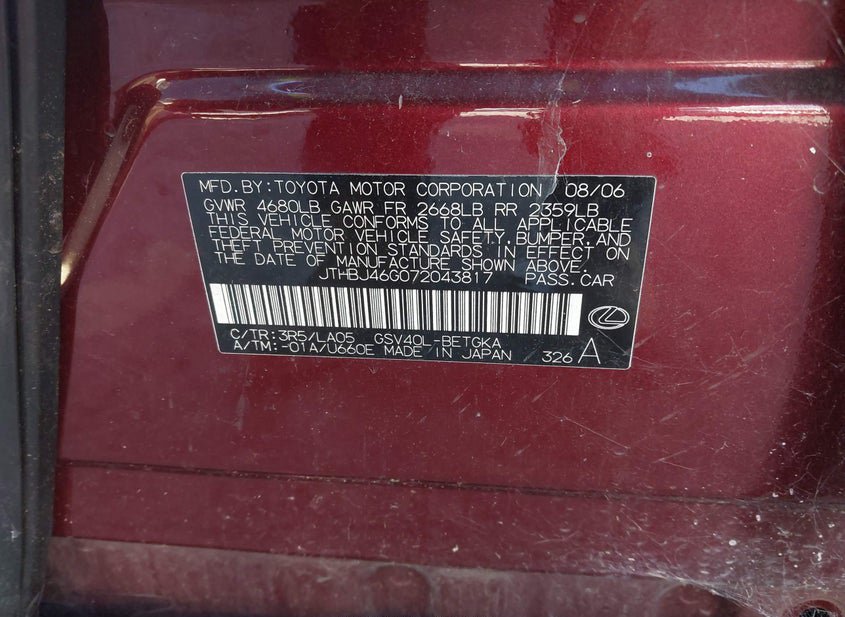 MFD.BY:TOYOTA MOTOR CORPORATION 08/06
GVWR 4680LB GAWR FR 2668LB RR 2359LB
THIS VEHICLE CONFORMS TO ALL APPLICABLE
FEDERAL MOTOR VEHICLE SAFETY,BUMPER,AND
THEFT PREVENTION STANDARDS IN EFFECT ON
THE DATE OF MANUFACTURE SHOWN ABOVE.
JTHBJ46G072043817 PASS.CAR
C/TR:3R5/LA05 GSV40L-BETGKA
A/TM:-01A/U660E MADE IN JAPAN 326 A